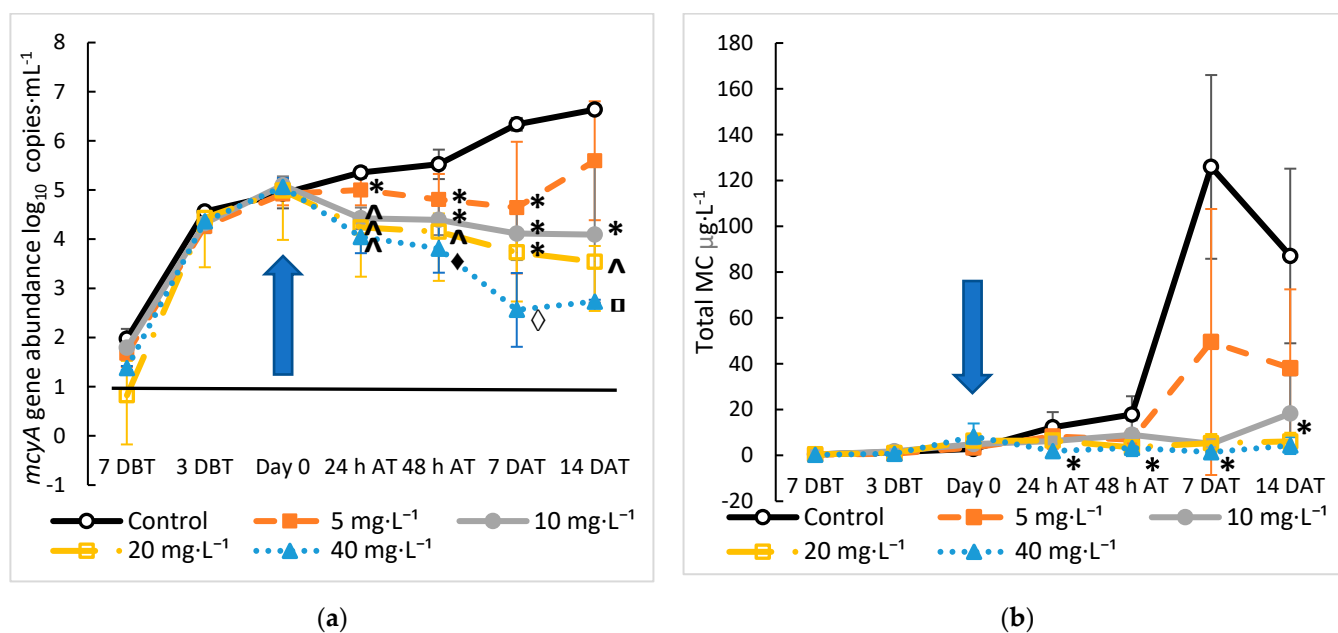 8
7
6
5
4
3
2
1
0
-1
mcyA gene abundance log₁₀ copies·mL⁻¹
* * * * * * * *
^ ^ ^ ^ ^
♦ ◊
7 DBT 3 DBT Day 0 24 h AT 48 h AT 7 DAT 14 DAT
Control 5 mg·L⁻¹ 10 mg·L⁻¹
20 mg·L⁻¹ 40 mg·L⁻¹
(a)
180
160
140
120
100
80
60
40
20
0
-20
Total MC µg·L⁻¹
* * * *
7 DBT 3 DBT Day 0 24 h AT 48 h AT 7 DAT 14 DAT
Control 5 mg·L⁻¹ 10 mg·L⁻¹
20 mg·L⁻¹ 40 mg·L⁻¹
(b)